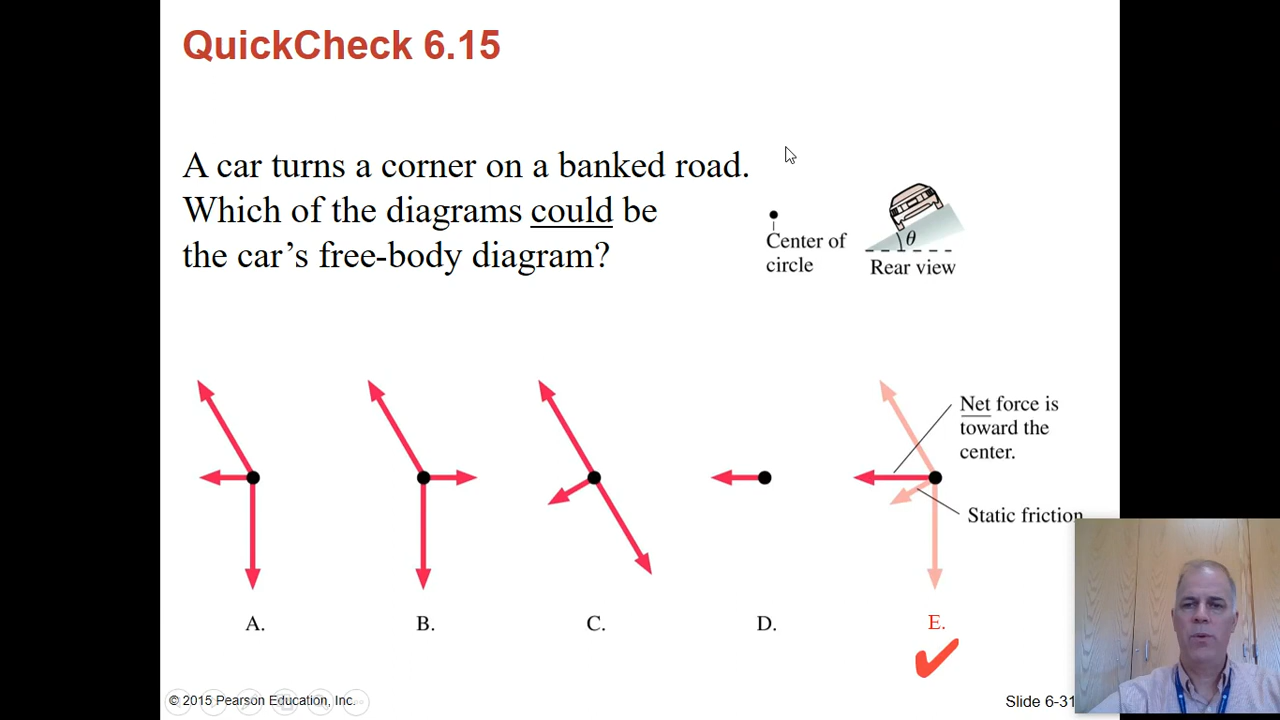 QuickCheck 6.15
A car turns a corner on a banked road.
Which of the diagrams could be
the car’s free-body diagram?
Center of
circle
θ
Rear view
Net force is
toward the
center.
Static friction
A.
B.
C.
D.
E.
© 2015 Pearson Education, Inc.
Slide 6-31